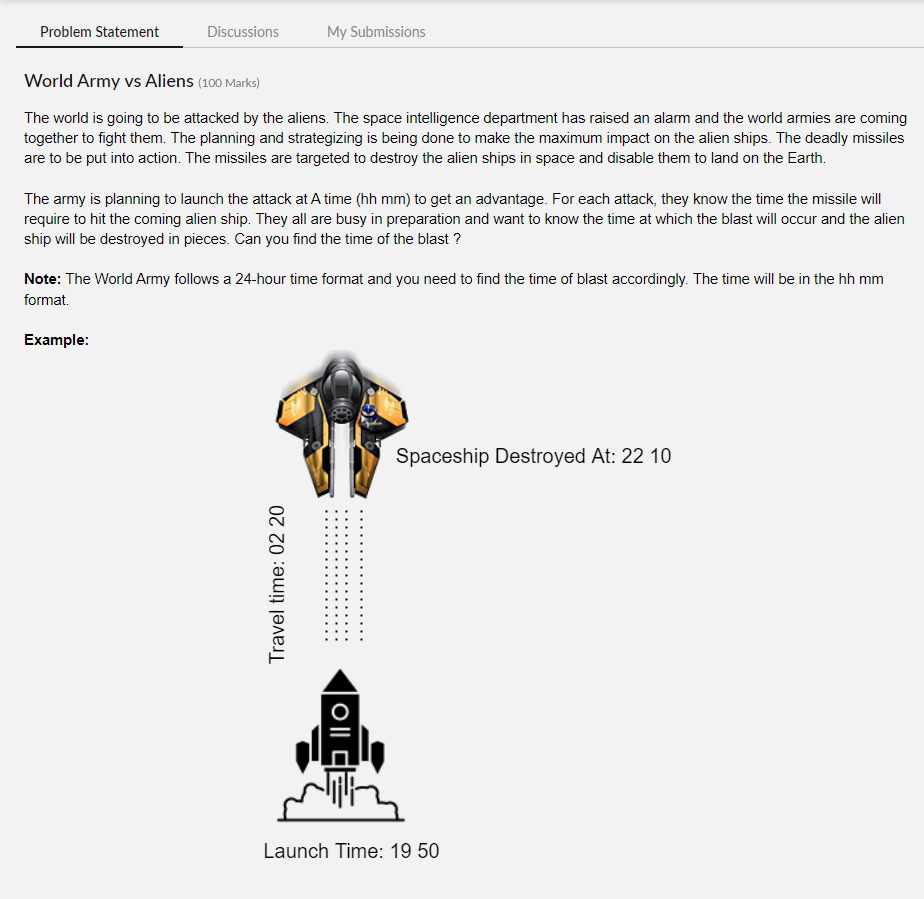 Problem Statement Discussions My Submissions
World Army vs Aliens (100 Marks)
The world is going to be attacked by the aliens. The space intelligence department has raised an alarm and the world armies are coming
together to fight them. The planning and strategizing is being done to make the maximum impact on the alien ships. The deadly missiles
are to be put into action. The missiles are targeted to destroy the alien ships in space and disable them to land on the Earth.
The army is planning to launch the attack at A time (hh mm) to get an advantage. For each attack, they know the time the missile will
require to hit the coming alien ship. They all are busy in preparation and want to know the time at which the blast will occur and the alien
ship will be destroyed in pieces. Can you find the time of the blast ?
Note: The World Army follows a 24-hour time format and you need to find the time of blast accordingly. The time will be in the hh mm
format.
Example:
Spaceship Destroyed At: 22 10
Travel time: 02 20
Launch Time: 19 50